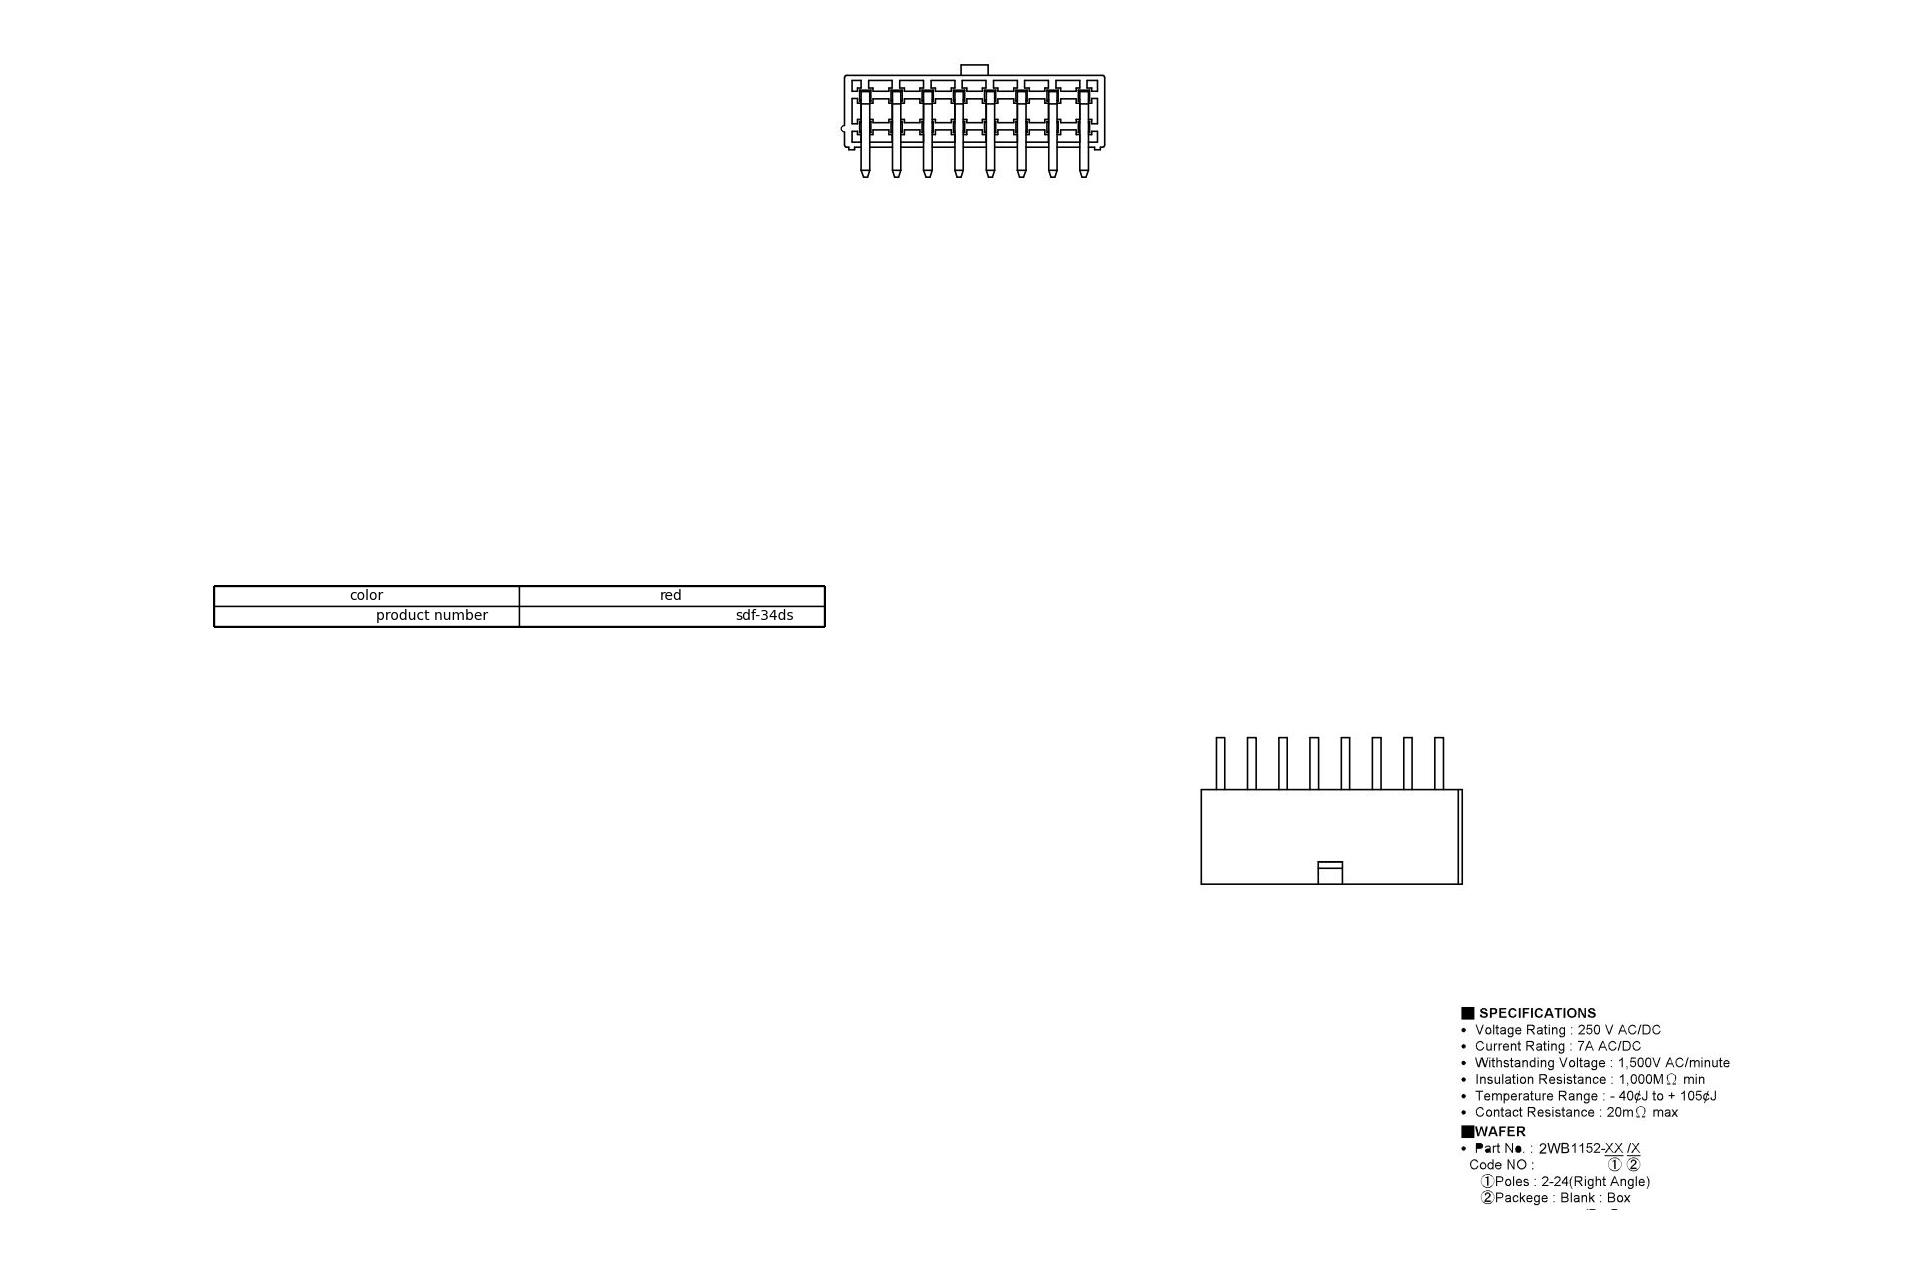 color red
product number sdf-34ds
■ SPECIFICATIONS
• Voltage Rating : 250 V AC/DC
• Current Rating : 7A AC/DC
• Withstanding Voltage : 1,500V AC/minute
• Insulation Resistance : 1,000MΩ min
• Temperature Range : - 40¢J to + 105¢J
• Contact Resistance : 20mΩ max
■WAFER
• Part No. : 2WB1152-XX /X
Code NO : ① ②
①Poles : 2-24(Right Angle)
②Packege : Blank : Box